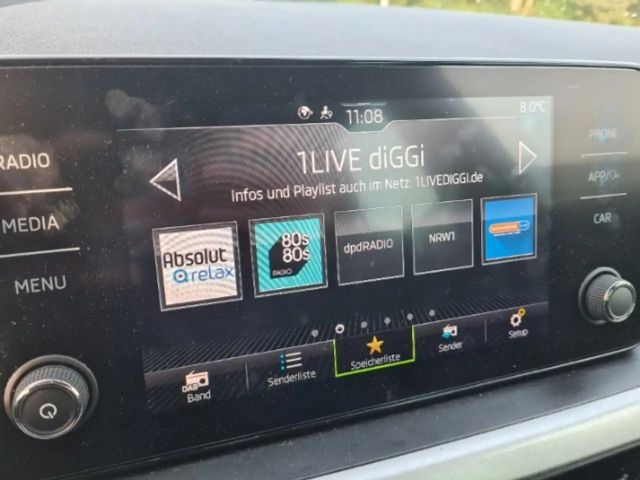 11:08
8.0°C
RADIO
MEDIA
MENU
PHONE
APP/
CAR
1LIVE diGGi
Infos und Playlist auch im Netz: 1LIVEDIGGI.de
Absolut
relax
80s
80s
RADIO
dpdRADIO
NRW1
DAB
Band
Senderliste
Speicherliste
Sender
Setup